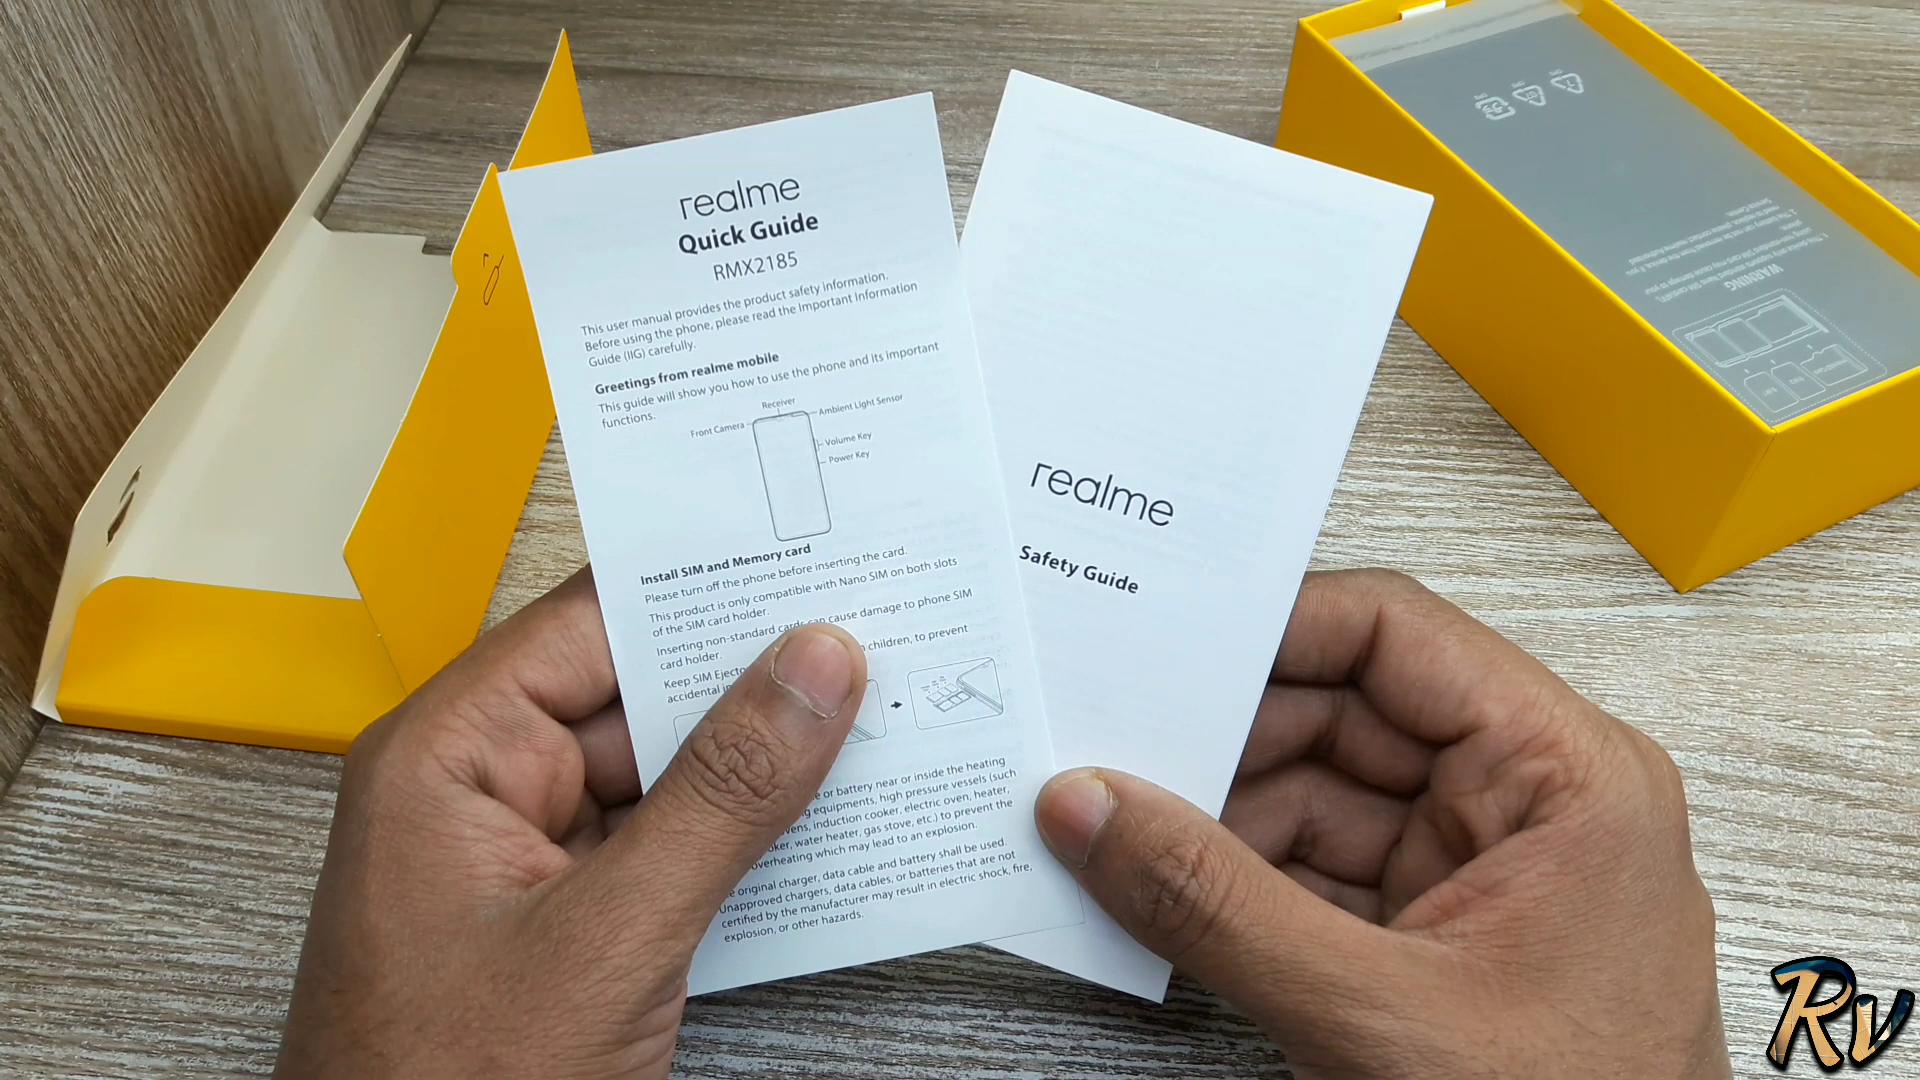 realme
Quick Guide
RMX2185
This user manual provides the product safety information.
Before using the phone, please read the Important Information
Guide (IIG) carefully.
Greetings from realme mobile
This guide will show you how to use the phone and its important
functions.
Receiver
Ambient Light Sensor
Front Camera
Volume Key
Power Key
Install SIM and Memory card
Please turn off the phone before inserting the card.
This product is only compatible with Nano SIM on both slots
of the SIM card holder.
Inserting non-standard cards can cause damage to phone SIM
card holder.
Keep SIM children, to prevent
accidental
or battery near or inside the heating
equipments, high pressure vessels (such
induction cooker, electric oven, heater,
water heater, gas stove, etc.) to prevent the
overheating which may lead to an explosion.
original charger, data cable and battery shall be used.
Unapproved chargers, data cables, or batteries that are not
certified by the manufacturer may result in electric shock, fire,
explosion, or other hazards.
realme
Safety Guide
WARNING
Rv